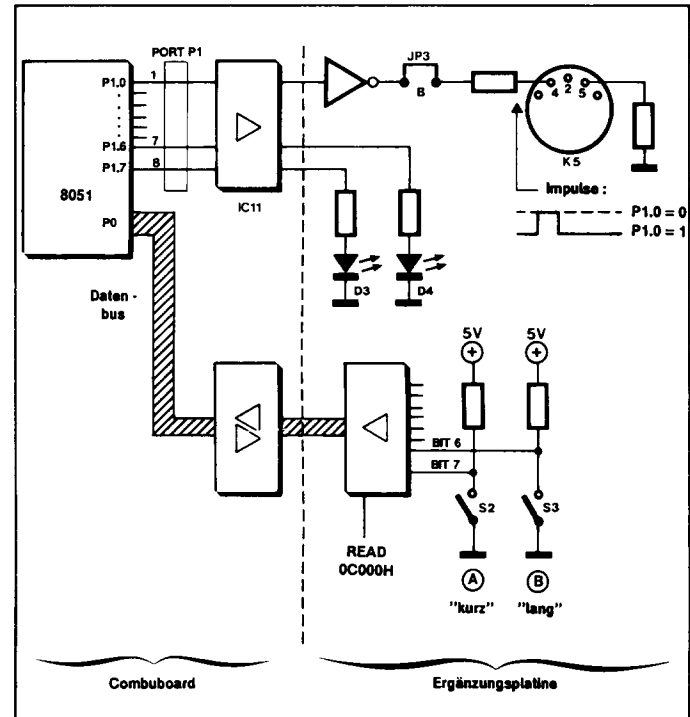 PORT P1
P1.0
1
P1.6
7
P1.7
8
8051
P0
IC11
JP3
B
4
2
5
K5
Impulse :
P1.0 = 0
P1.0 = 1
D3
D4
Daten -
bus
5V
5V
BIT 6
BIT 7
S2
S3
READ
0C000H
A
B
"kurz"
"lang"
Combuboard
Ergänzungsplatine